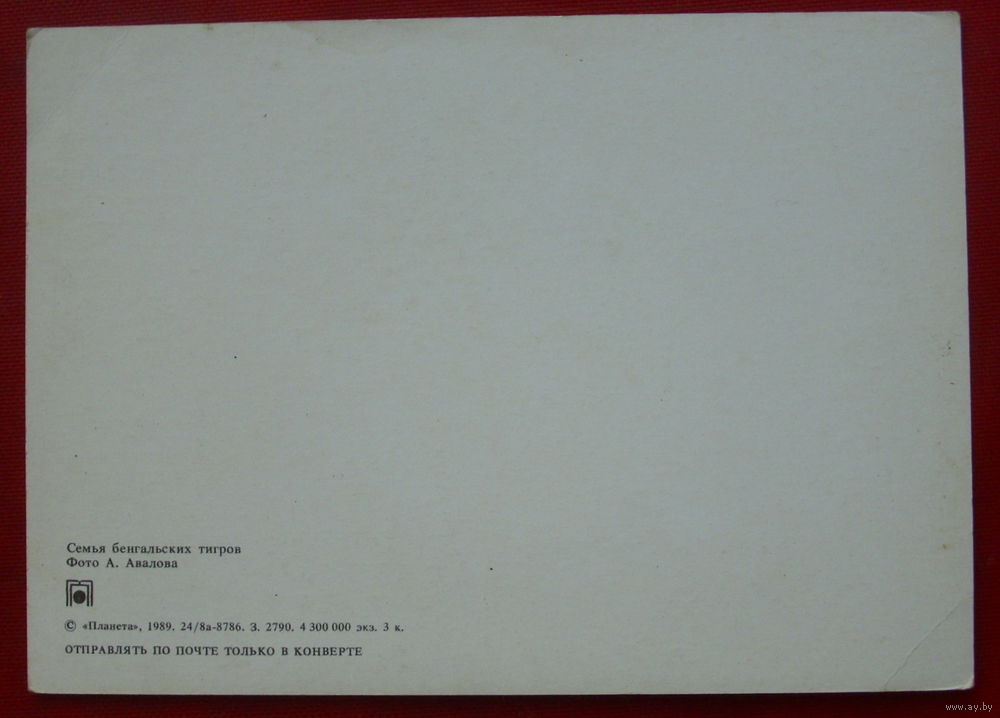 Семья бенгальских тигров
Фото А. Авалова
© «Планета», 1989. 24/8а-8786. З. 2790. 4 300 000 экз. 3 к.
ОТПРАВЛЯТЬ ПО ПОЧТЕ ТОЛЬКО В КОНВЕРТЕ
www.ay.by